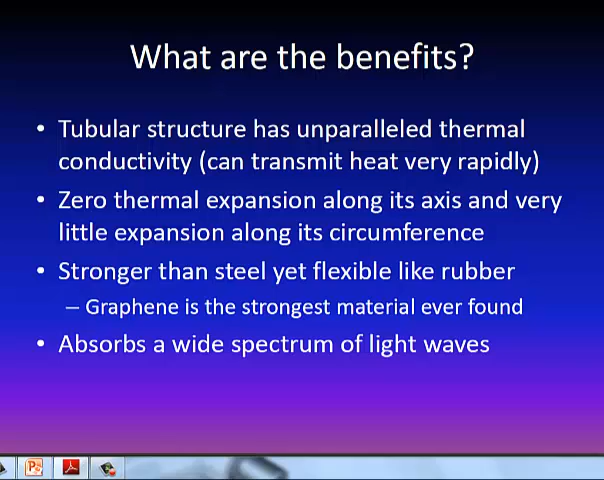 What are the benefits?
• Tubular structure has unparalleled thermal
conductivity (can transmit heat very rapidly)
• Zero thermal expansion along its axis and very
little expansion along its circumference
• Stronger than steel yet flexible like rubber
– Graphene is the strongest material ever found
• Absorbs a wide spectrum of light waves